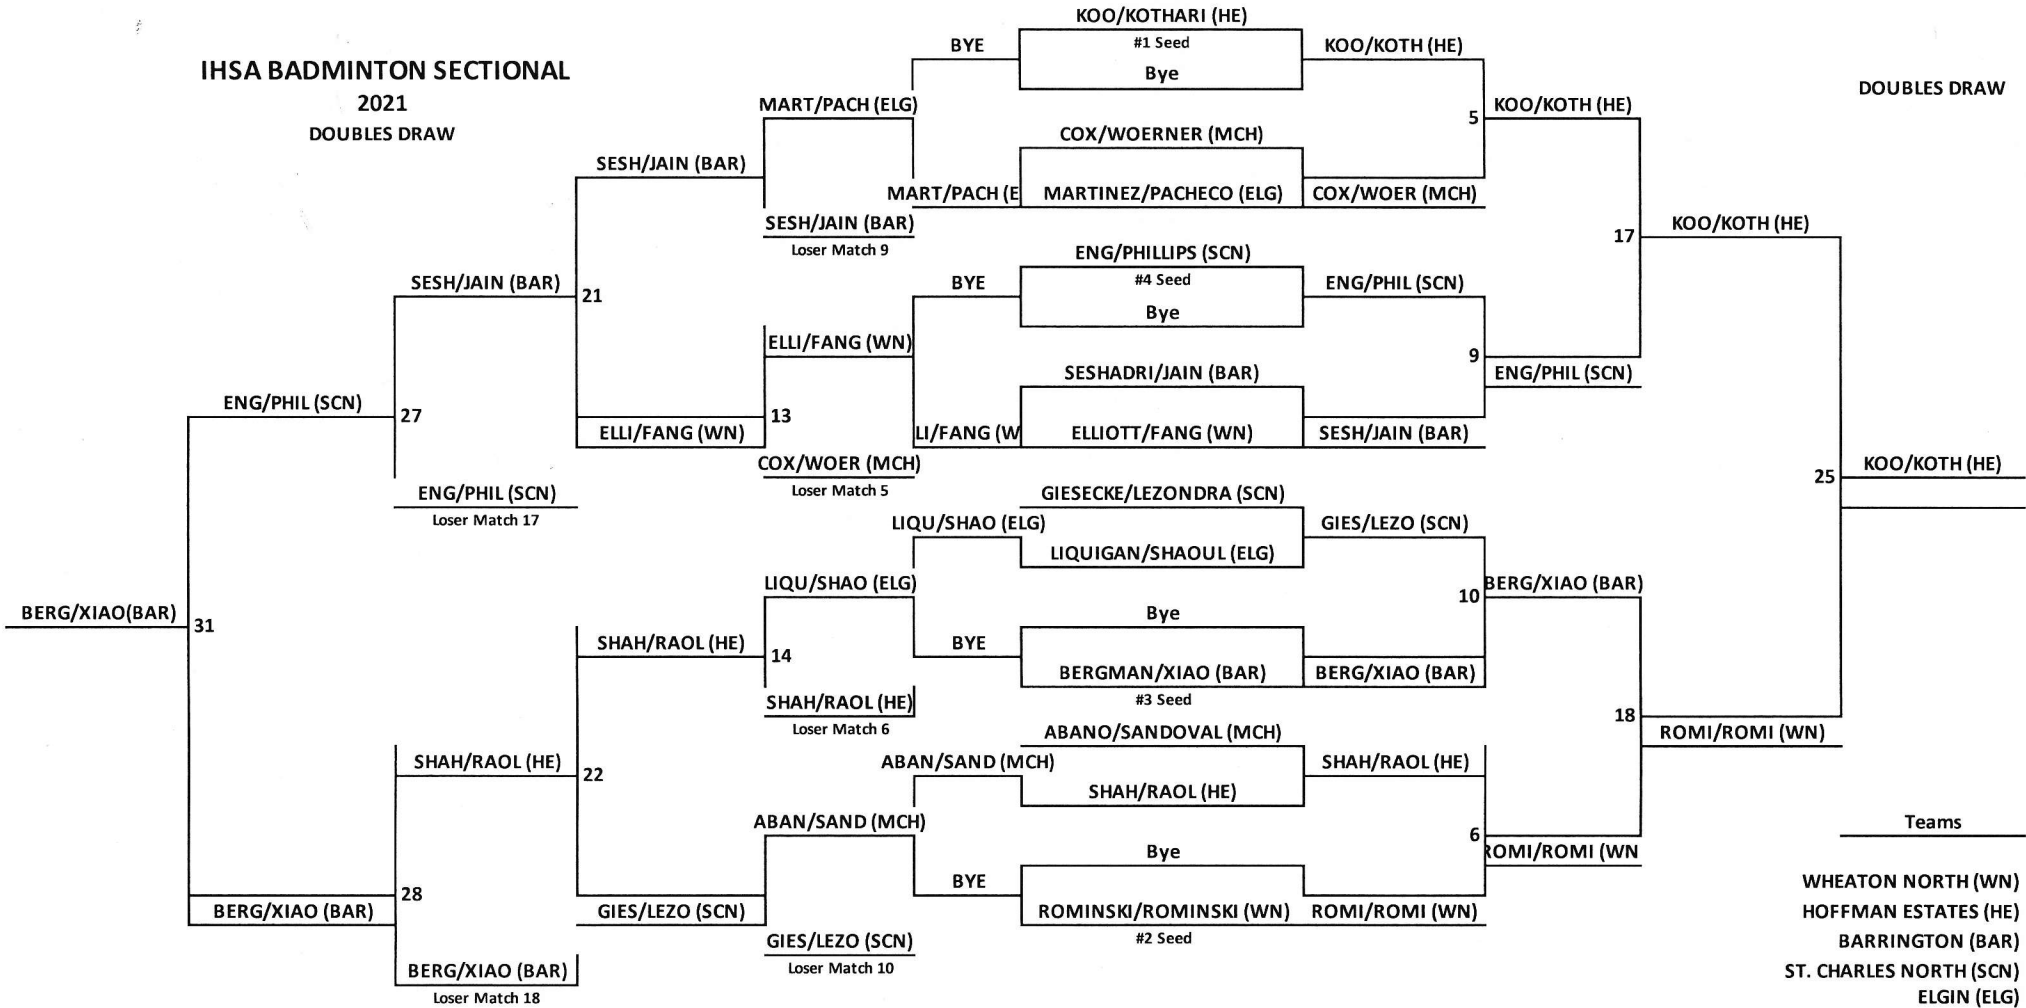 IHSA BADMINTON SECTIONAL
2021
DOUBLES DRAW
DOUBLES DRAW
KOO/KOTHARI (HE)
#1 Seed
Bye
BYE
KOO/KOTH (HE)
MART/PACH (ELG)
KOO/KOTH (HE)
5
COX/WOERNER (MCH)
SESH/JAIN (BAR)
MART/PACH (E
MARTINEZ/PACHECO (ELG)
COX/WOER (MCH)
SESH/JAIN (BAR)
Loser Match 9
17
KOO/KOTH (HE)
ENG/PHILLIPS (SCN)
#4 Seed
Bye
SESH/JAIN (BAR)
21
BYE
ENG/PHIL (SCN)
ELLI/FANG (WN)
9
ENG/PHIL (SCN)
SESHADRI/JAIN (BAR)
ENG/PHIL (SCN)
27
13
ELLI/FANG (WN)
LI/FANG (W
ELLIOTT/FANG (WN)
SESH/JAIN (BAR)
COX/WOER (MCH)
Loser Match 5
25
KOO/KOTH (HE)
ENG/PHIL (SCN)
Loser Match 17
GIESECKE/LEZONDRA (SCN)
LIQU/SHAO (ELG)
GIES/LEZO (SCN)
LIQUIGAN/SHAOUL (ELG)
LIQU/SHAO (ELG)
10
BERG/XIAO (BAR)
BERG/XIAO(BAR)
31
Bye
SHAH/RAOL (HE)
14
BYE
BERGMAN/XIAO (BAR)
#3 Seed
BERG/XIAO (BAR)
SHAH/RAOL (HE)
Loser Match 6
18
ROMI/ROMI (WN)
ABANO/SANDOVAL (MCH)
SHAH/RAOL (HE)
22
ABAN/SAND (MCH)
SHAH/RAOL (HE)
SHAH/RAOL (HE)
ABAN/SAND (MCH)
6
ROMI/ROMI (WN
Teams
Bye
BERG/XIAO (BAR)
28
GIES/LEZO (SCN)
BYE
ROMINSKI/ROMINSKI (WN)
#2 Seed
ROMI/ROMI (WN)
GIES/LEZO (SCN)
Loser Match 10
BERG/XIAO (BAR)
Loser Match 18
WHEATON NORTH (WN)
HOFFMAN ESTATES (HE)
BARRINGTON (BAR)
ST. CHARLES NORTH (SCN)
ELGIN (ELG)